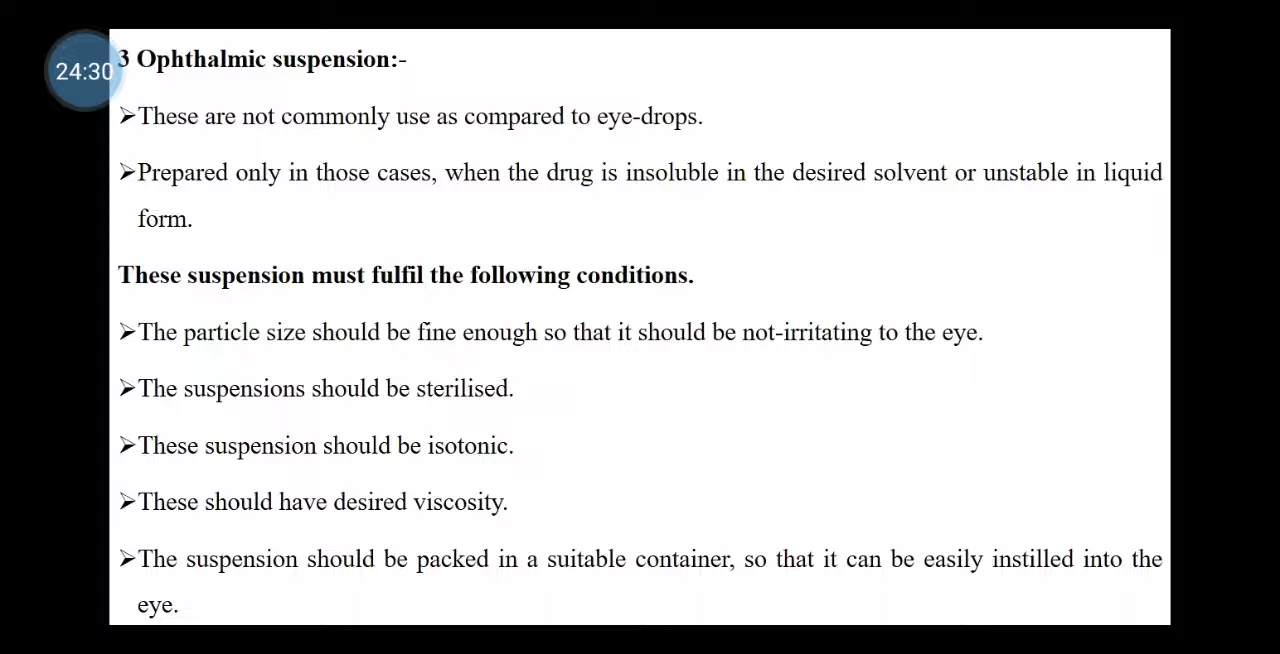 24:30
3 Ophthalmic suspension:-
➢These are not commonly use as compared to eye-drops.
➢Prepared only in those cases, when the drug is insoluble in the desired solvent or unstable in liquid
form.
These suspension must fulfil the following conditions.
➢The particle size should be fine enough so that it should be not-irritating to the eye.
➢The suspensions should be sterilised.
➢These suspension should be isotonic.
➢These should have desired viscosity.
➢The suspension should be packed in a suitable container, so that it can be easily instilled into the
eye.